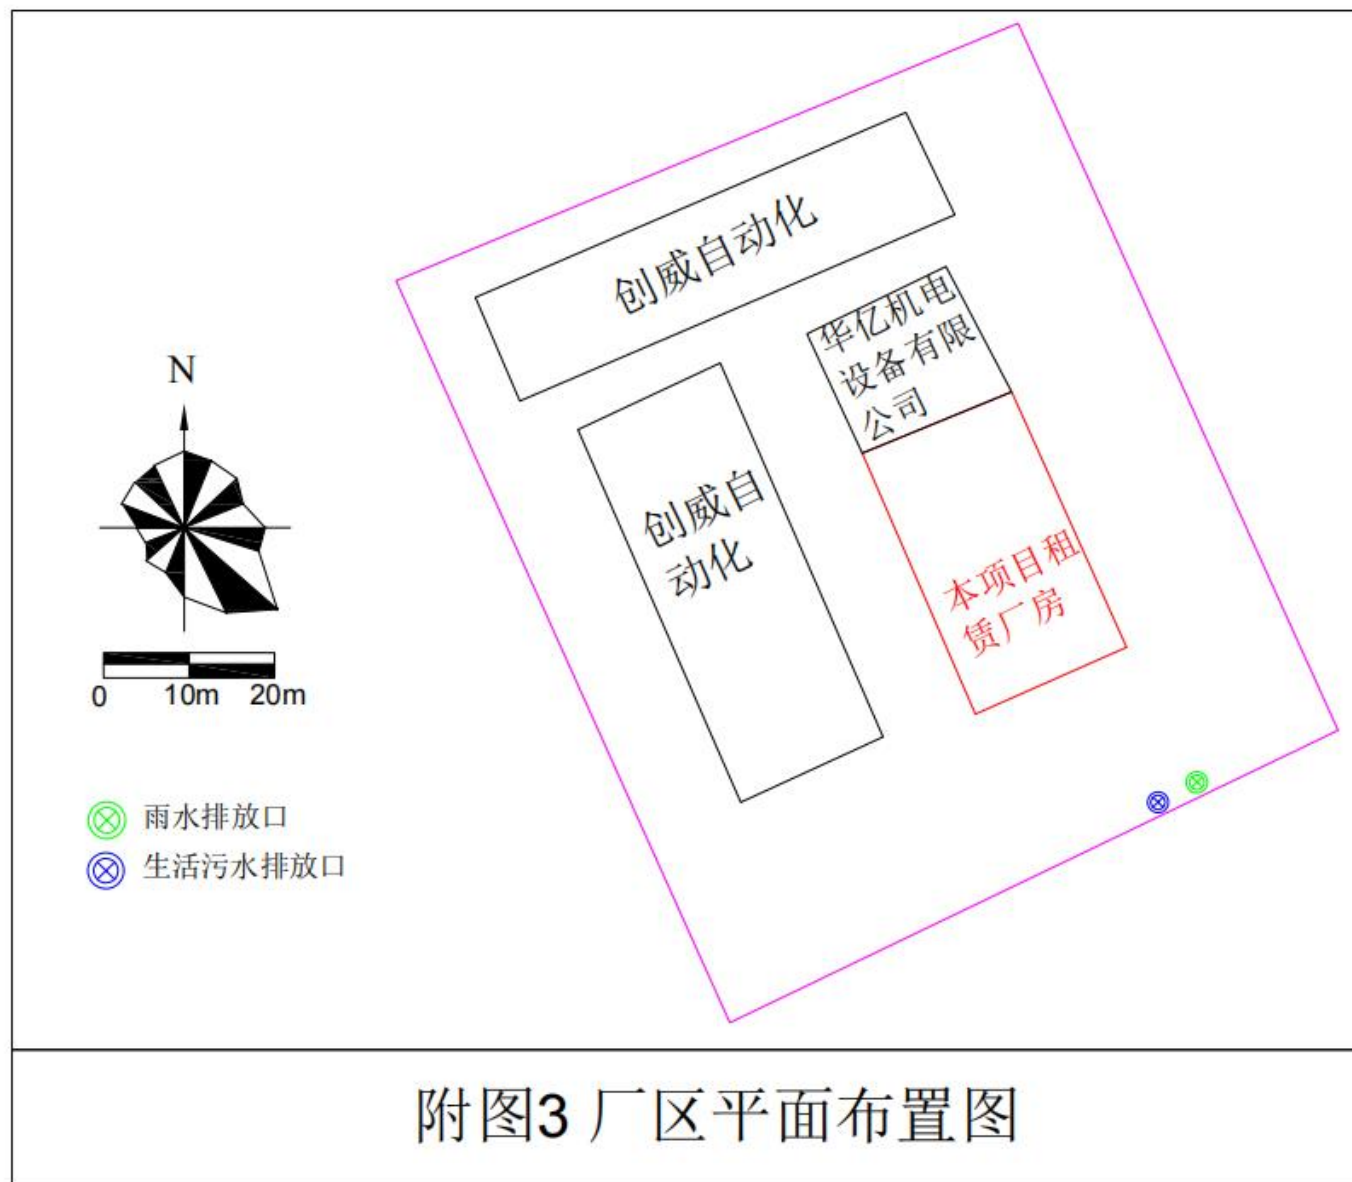 创威自动化
华亿机电
设备有限
公司
N
创威自
动化
本项目租
赁厂房
0 10m 20m
雨水排放口
生活污水排放口
附图3 厂区平面布置图